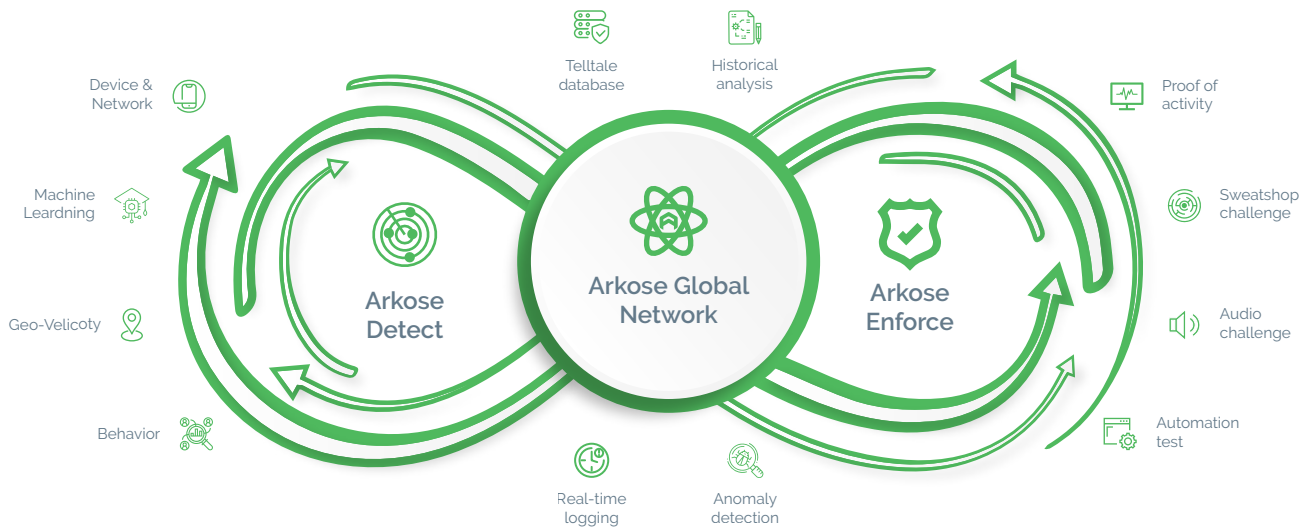 Telltale
database
Historical
analysis
Device &
Network
Machine
Leardning
Geo-Velicoty
Behavior
Arkose
Detect
Arkose Global
Network
Arkose
Enforce
Proof of
activity
Sweatshop
challenge
Audio
challenge
Automation
test
Real-time
logging
Anomaly
detection